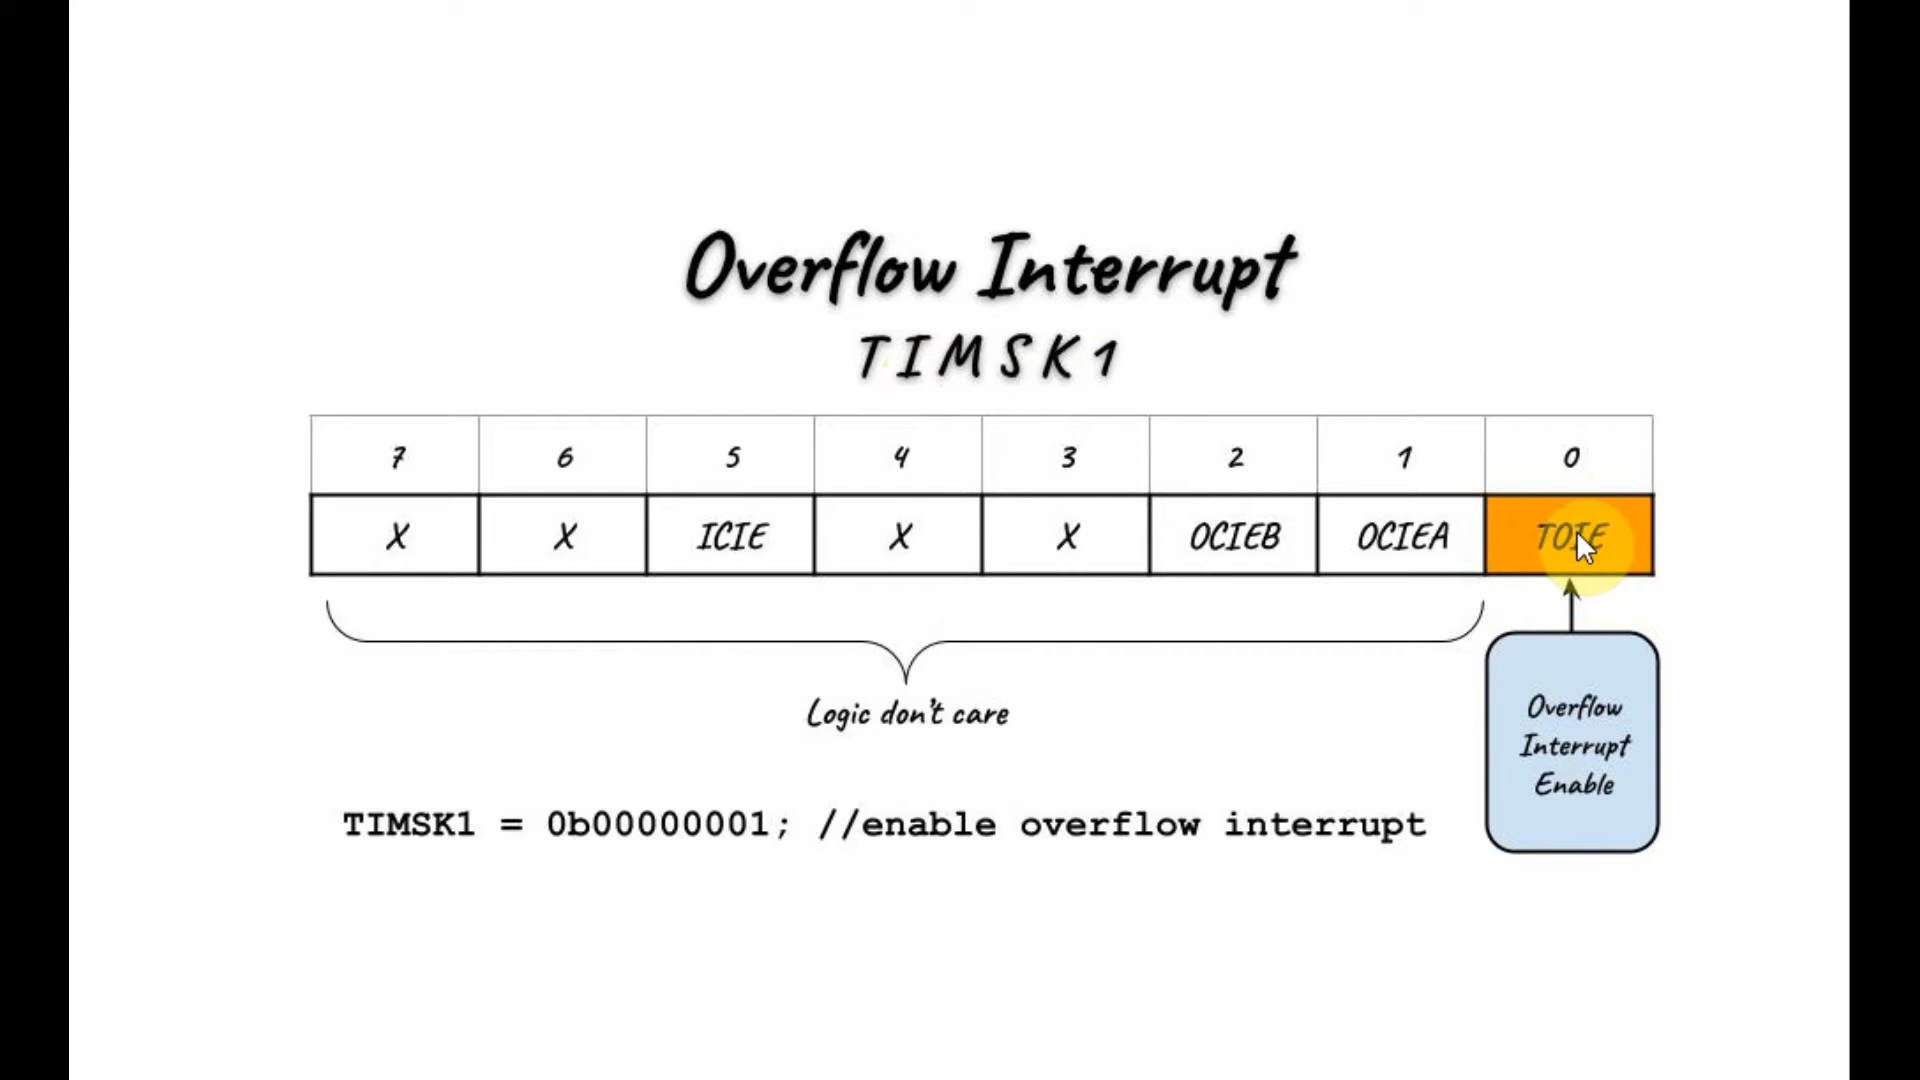 Overflow Interrupt
TIMSK1
7 6 5 4 3 2 1 0
X X ICIE X X OCIEB OCIEA TOIE
Logic don't care
Overflow
Interrupt
Enable
TIMSK1 = 0b00000001; //enable overflow interrupt